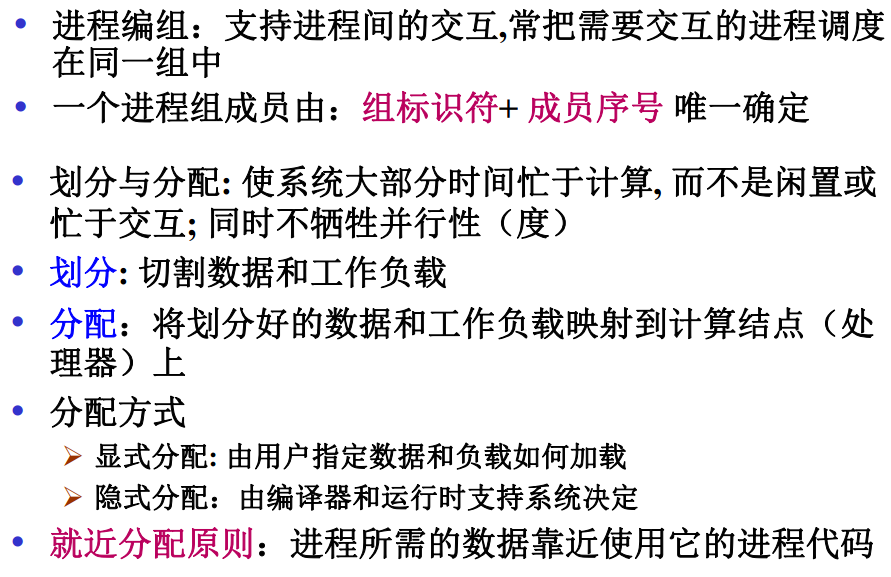 • 进程编组：支持进程间的交互,常把需要交互的进程调度
在同一组中
• 一个进程组成员由：组标识符+ 成员序号 唯一确定
• 划分与分配: 使系统大部分时间忙于计算, 而不是闲置或
忙于交互; 同时不牺牲并行性（度）
• 划分: 切割数据和工作负载
• 分配：将划分好的数据和工作负载映射到计算结点（处
理器）上
• 分配方式
➢ 显式分配: 由用户指定数据和负载如何加载
➢ 隐式分配：由编译器和运行时支持系统决定
• 就近分配原则：进程所需的数据靠近使用它的进程代码